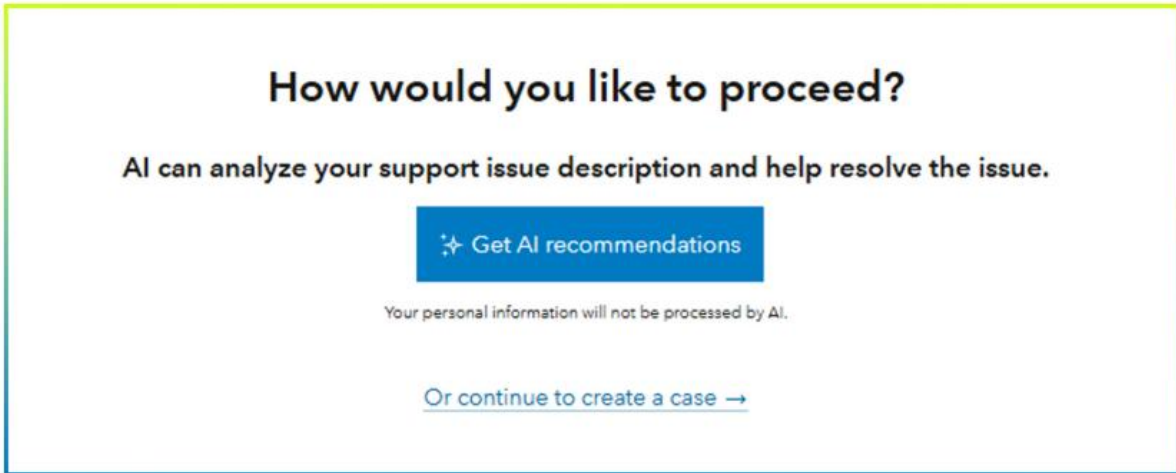 How would you like to proceed?
AI can analyze your support issue description and help resolve the issue.
Get AI recommendations
Your personal information will not be processed by AI.
Or continue to create a case →